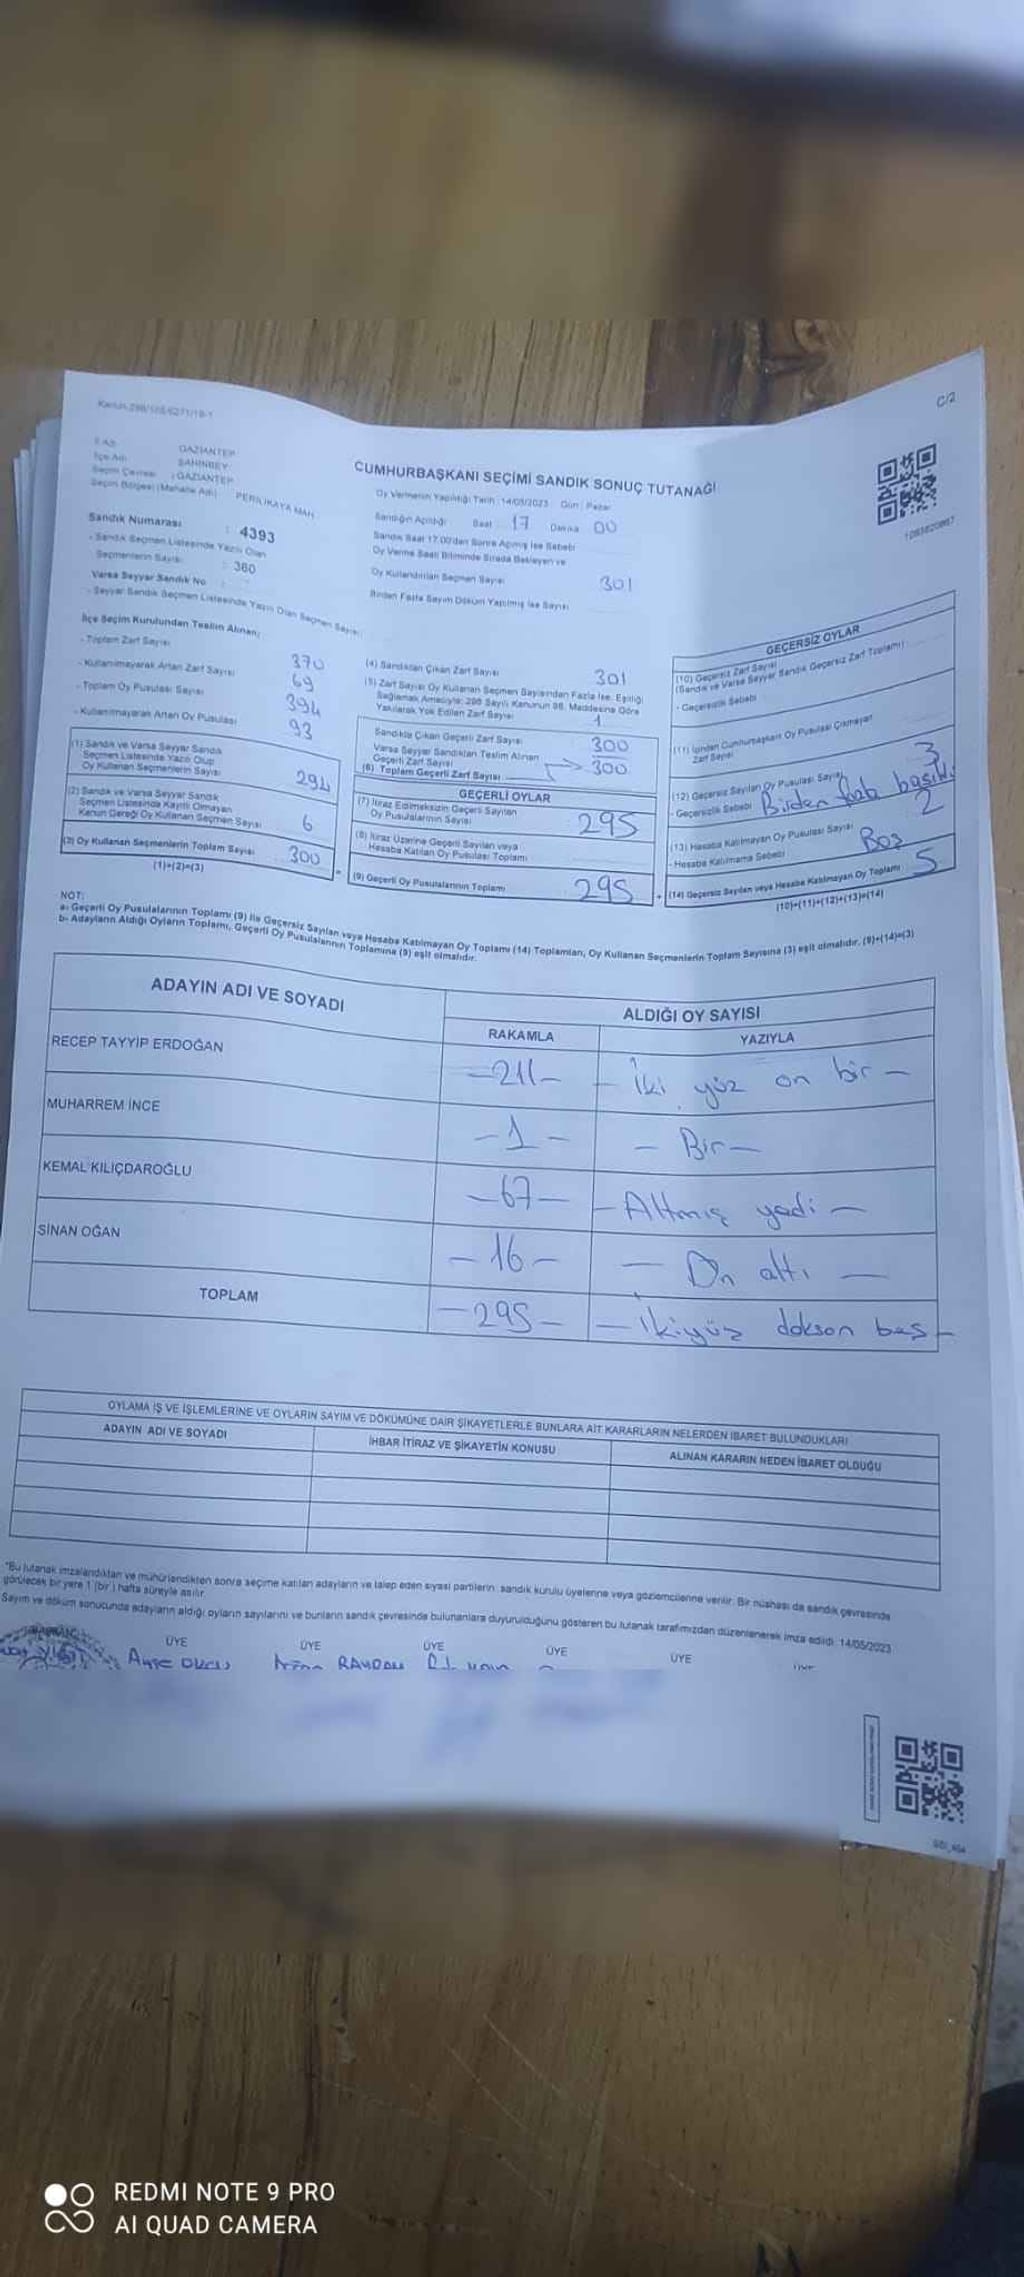 Kanun 298/105/6271/19-1
C/2
GAZİANTEP
İlçe Adı ŞAHİNBEY
Seçim Çevresi : GAZİANTEP
Seçim Bölgesi (Mahalle Adı) PERİLİKAYA MAH.
CUMHURBAŞKANI SEÇİMİ SANDIK SONUÇ TUTANAĞI
Oy Vermenin Yapıldığı Tarih : 14/05/2023 Gün : Pazar
Sandığın Açıldığı Saat 17 Dakika 00
Sandık Saat 17.00'den Sonra Açılmış İse Sebebi
Oy Verme Saati Bitiminde Sırada Bekleyen ve
Oy Kullandırılan Seçmen Sayısı 301
Birden Fazla Sayım Döküm Yapılmış İse Sayısı
Sandık Numarası : 4393
- Sandık Seçmen Listesinde Yazılı Olan
Seçmenlerin Sayısı : 360
Varsa Seyyar Sandık No
- Seyyar Sandık Seçmen Listesinde Yazılı Olan Seçmen Sayısı
İlçe Seçim Kurulundan Teslim Alınan;
- Toplam Zarf Sayısı 370
- Kullanılmayarak Artan Zarf Sayısı 69
- Toplam Oy Pusulası Sayısı 394
- Kullanılmayarak Artan Oy Pusulası 93
(1) Sandık ve Varsa Seyyar Sandık
Seçmen Listesinde Yazılı Olup
Oy Kullanan Seçmenlerin Sayısı 294
(2) Sandık ve Varsa Seyyar Sandık
Seçmen Listesinde Kayıtlı Olmayan
Kanun Gereği Oy Kullanan Seçmen Sayısı 6
(3) Oy Kullanan Seçmenlerin Toplam Sayısı 300
(1)+(2)=(3)
(4) Sandıktan Çıkan Zarf Sayısı 301
(5) Zarf Sayısı Oy Kullanan Seçmen Sayısından Fazla İse, Eşitliği
Sağlamak Amacıyla; 298 Sayılı Kanunun 98. Maddesine Göre
Yakılarak Yok Edilen Zarf Sayısı 1
Sandıkta Çıkan Geçerli Zarf Sayısı 300
Varsa Seyyar Sandıktan Teslim Alınan
Geçerli Zarf Sayısı
(6) Toplam Geçerli Zarf Sayısı 300
GEÇERLİ OYLAR
(7) İtiraz Edilmeksizin Geçerli Sayılan
Oy Pusulalarının Sayısı 295
(8) İtiraz Üzerine Geçerli Sayılan veya
Hesaba Katılan Oy Pusulası Toplamı
(9) Geçerli Oy Pusulalarının Toplamı 295
GEÇERSİZ OYLAR
(10) Geçersiz Zarf Sayısı
(Sandık ve Varsa Seyyar Sandık Geçersiz Zarf Toplamı)
- Geçersizlik Sebebi
(11) İçinden Cumhurbaşkanı Oy Pusulası Çıkmayan
Zarf Sayısı
(12) Geçersiz Sayılan Oy Pusulası Sayısı 3
- Geçersizlik Sebebi Birden fazla
(13) Hesaba Katılmayan Oy Pusulası Sayısı 2
- Hesaba Katılmama Sebebi Boş
(14) Geçersiz Sayılan veya Hesaba Katılmayan Oy Toplamı : 5
(10)+(11)+(12)+(13)=(14)
NOT:
a- Geçerli Oy Pusulalarının Toplamı (9) ile Geçersiz Sayılan veya Hesaba Katılmayan Oy Toplamı (14) Toplamları, Oy Kullanan Seçmenlerin Toplam Sayısına (3) eşit olmalıdır. (9)+(14)=(3)
b- Adayların Aldığı Oyların Toplamı, Geçerli Oy Pusulalarının Toplamına (9) eşit olmalıdır.
ADAYIN ADI VE SOYADI ALDIĞI OY SAYISI
RAKAMLA YAZIYLA
RECEP TAYYİP ERDOĞAN -211- - İki yüz on bir -
MUHARREM İNCE -1- - Bir -
KEMAL KILIÇDAROĞLU -67- - Altmış yedi -
SİNAN OĞAN -16- - On altı -
TOPLAM -295- - İkiyüz dokson beş -
OYLAMA İŞ VE İŞLEMLERİNE VE OYLARIN SAYIM VE DÖKÜMÜNE DAİR ŞİKAYETLERLE BUNLARA AİT KARARLARIN NELERDEN İBARET BULUNDUKLARI
ADAYIN ADI VE SOYADI İHBAR İTİRAZ VE ŞİKAYETİN KONUSU ALINAN KARARIN NEDEN İBARET OLDUĞU
*Bu tutanak imzalandıktan ve mühürlendikten sonra seçime katılan adayların ve talep eden siyasi partilerin sandık kurulu üyelerine veya gözlemcilerine verilir. Bir nüshası da sandık çevresinde
görülecek bir yere 1 (bir) hafta süreyle asılır.
Sayım ve döküm sonucunda adayların aldığı oyların sayılarını ve bunların sandık çevresinde bulunanlara duyurulduğunu gösteren bu tutanak tarafımızdan düzenlenerek imza edildi. 14/05/2023
ÜYE ÜYE ÜYE ÜYE ÜYE ÜYE
REDMI NOTE 9 PRO
AI QUAD CAMERA